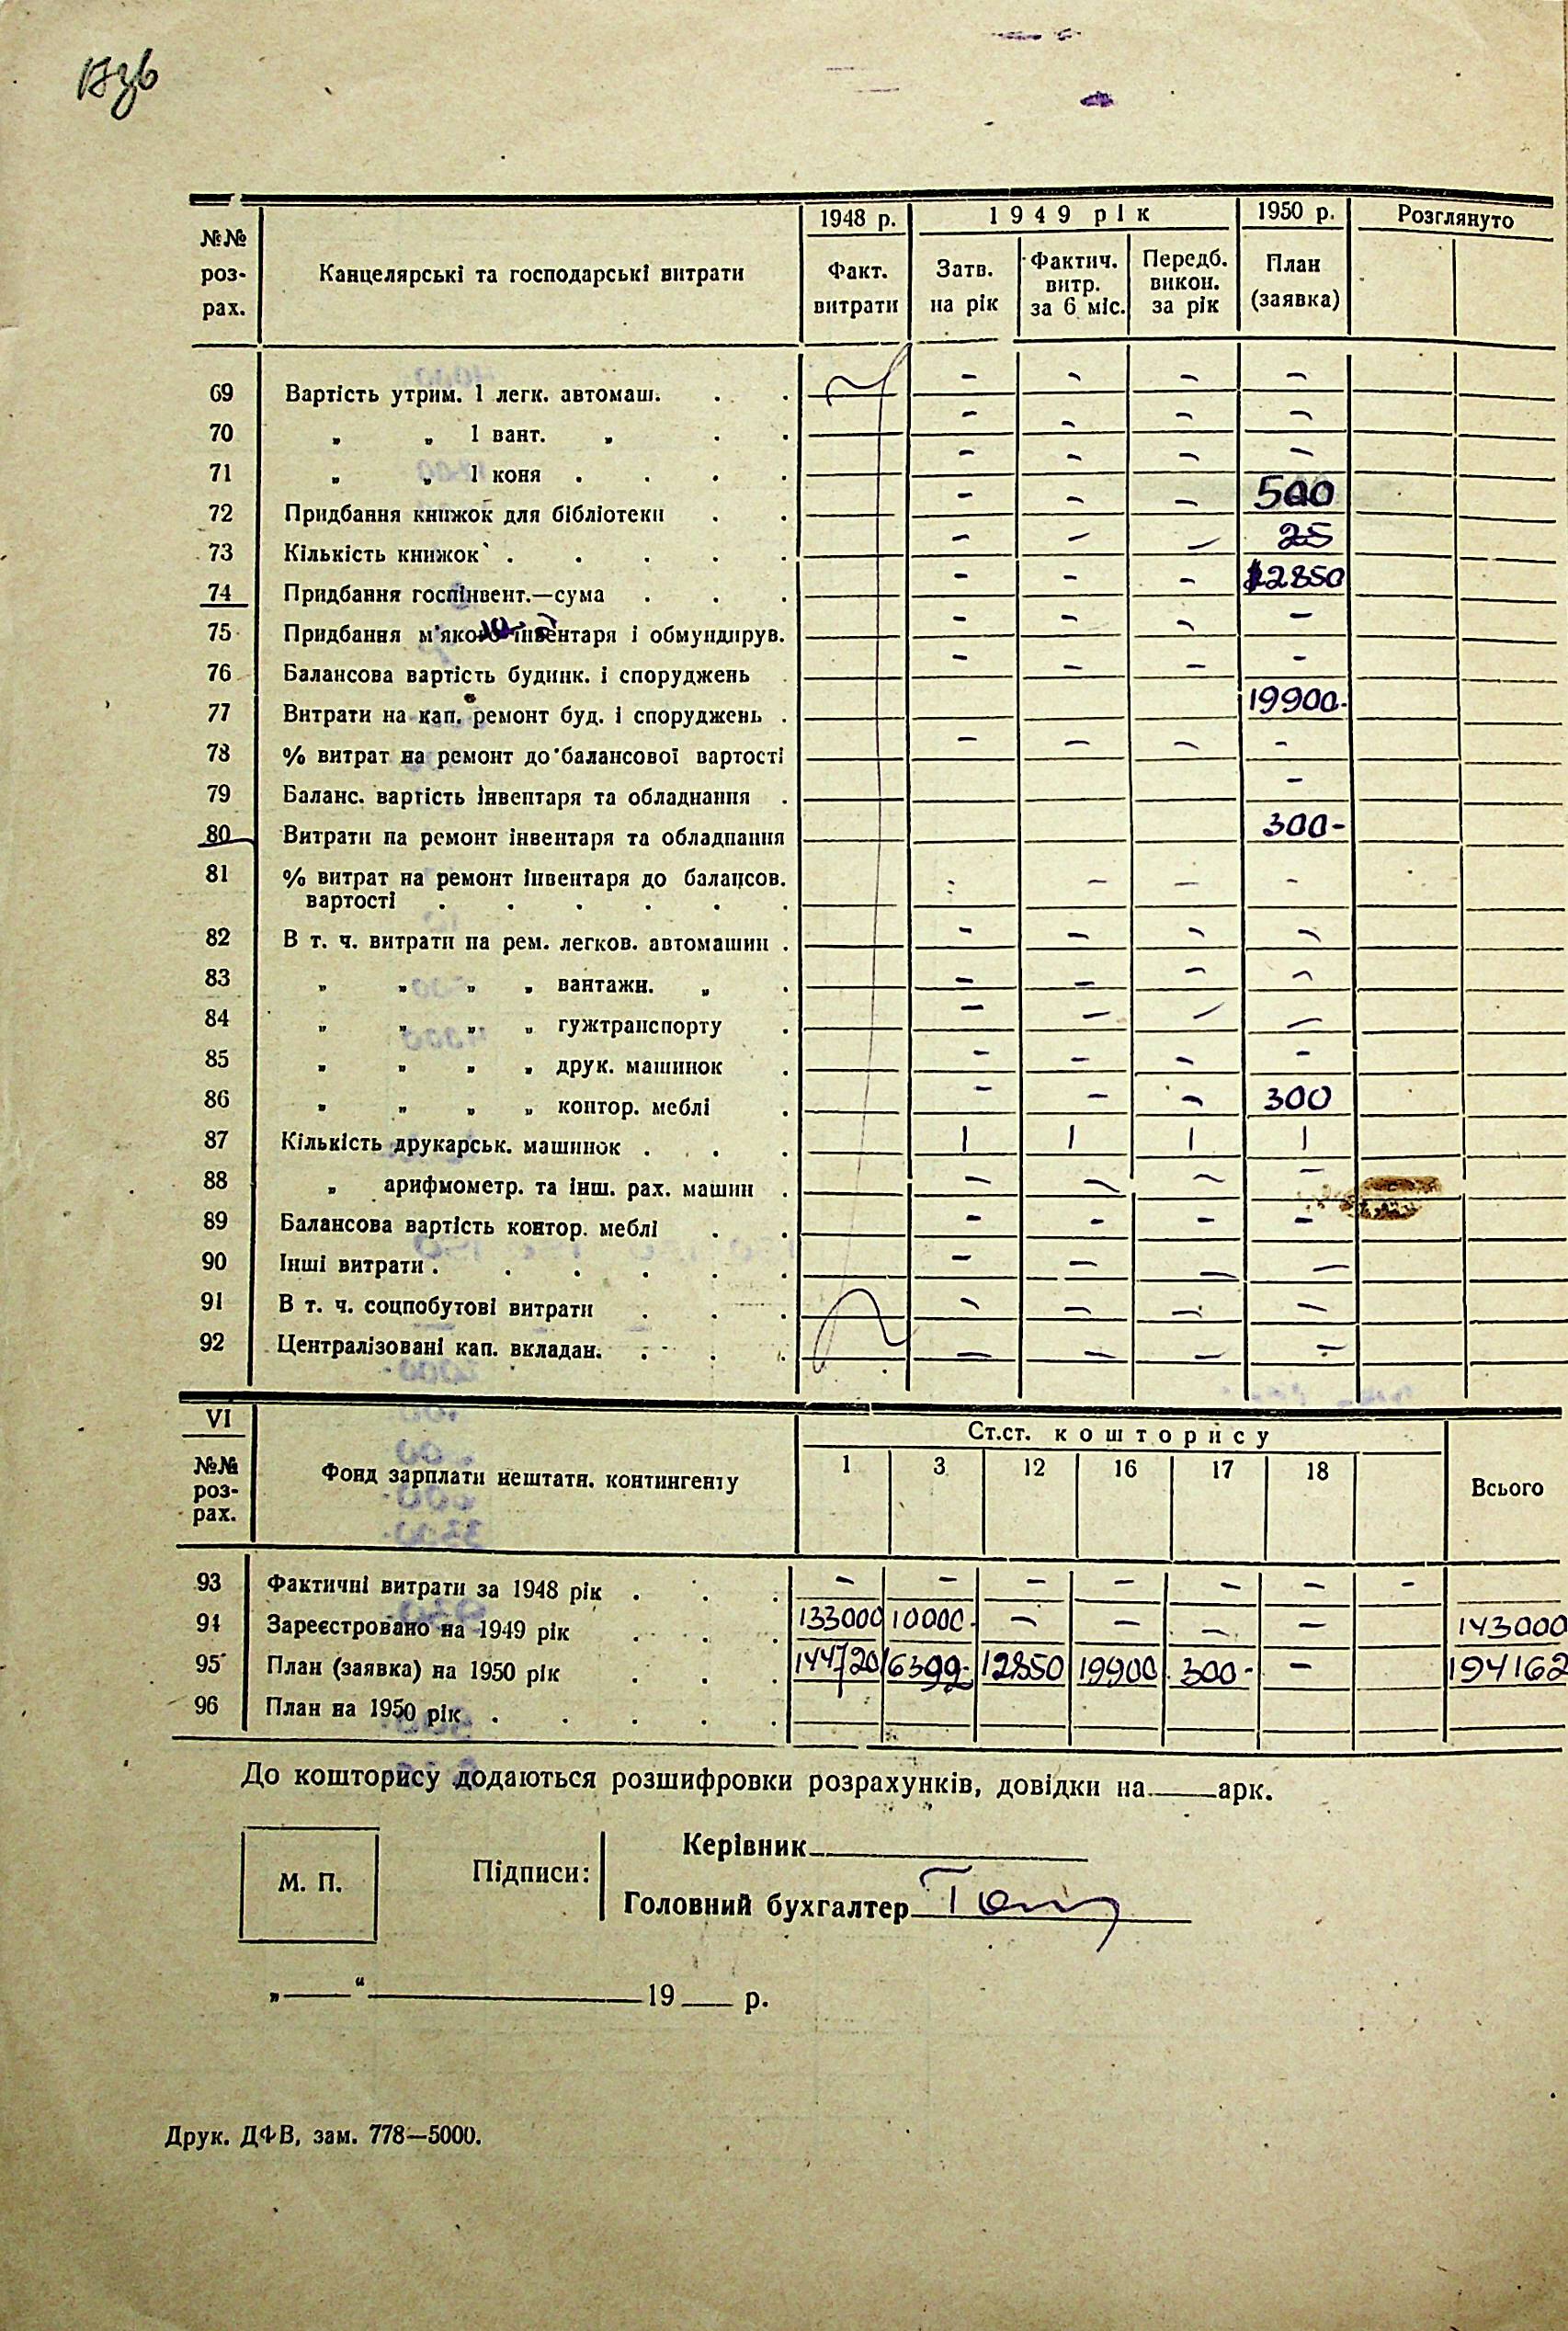 №№ роз- рах.
Канцелярські та господарські витрати
1948 р.
1949 рік
1950 р.
Розглянуто
Факт. витрати
Затв. на рік
Фактич. витр. за 6 міс.
Передб. викон. за рік
План (заявка)
69 Вартість утрим. 1 легк. автомаш. . . – – – –
70 „ „ 1 вант. „ . . – – – –
71 „ „ 1 коня . . . . – – – –
72 Придбання книжок для бібліотеки . . – – – 500
73 Кількість книжок . . . . . – – – 25
74 Придбання госпінвент.—сума . . . – – – 12850
75 Придбання м'якого інвентаря і обмундирув. – – – –
76 Балансова вартість будинк. і споруджень . – – – –
77 Витрати на кап. ремонт буд. і споруджень . 19900-
78 % витрат на ремонт до балансової вартості – – – –
79 Баланс. вартість інвентаря та обладнання . –
80 Витрати на ремонт інвентаря та обладнання 300-
81 % витрат на ремонт інвентаря до балансов. – – –
вартості . . . . . .
82 В т. ч. витрати на рем. легков. автомашин . – – – –
83 „ „ „ „ вантажн. „ . – – – –
84 „ „ „ „ гужтранспорту . – – – –
85 „ „ „ „ друк. машинок . – – – –
86 „ „ „ „ контор. меблі . – – – 300
87 Кількість друкарськ. машинок . . . 1 1 1 1
88 „ арифмометр. та інш. рах. машин . – – – –
89 Балансова вартість контор. меблі . . – – – –
90 Інші витрати . . . . . . – – – –
91 В т. ч. соцпобутові витрати . . . – – – –
92 Централізовані кап. вкладан. . . . – – – –
VI
№№ роз- рах.
Фонд зарплати нештатн. контингенту
Ст.ст. кошторису
1 3 12 16 17 18
Всього
93 Фактичні витрати за 1948 рік . . . – – – – – – –
94 Зареєстровано на 1949 рік . . . 133000 10000- – – – – 143000
95 План (заявка) на 1950 рік . . . 144720 16392- 12850 19900 300- – 194162
96 План на 1950 рік . . . . .
До кошторису додаються розшифровки розрахунків, довідки на____арк.
М. П.
Підписи:
Керівник
Головний бухгалтер
„____“____________19___ р.
Друк. ДФВ, зам. 778—5000.